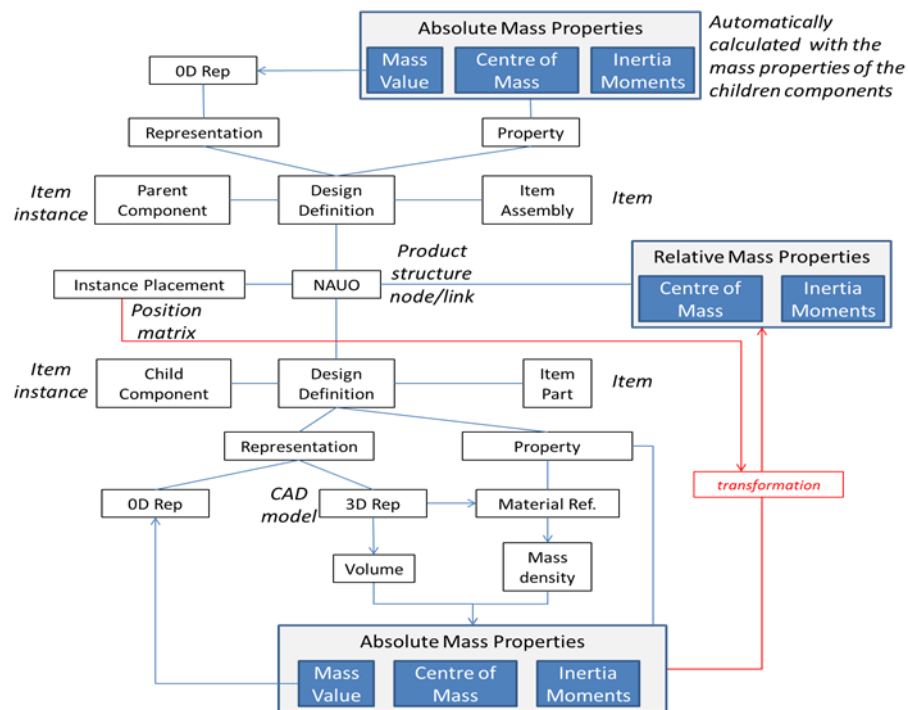 Absolute Mass Properties
Mass
Value
Centre of
Mass
Inertia
Moments
Automatically
calculated with the
mass properties of the
children components
0D Rep
Representation
Property
Item
instance
Parent
Component
Design
Definition
Item
Assembly
Item
Product
structure
node/link
Instance Placement
NAUO
Position
matrix
Relative Mass Properties
Centre of
Mass
Inertia
Moments
Item
instance
Child
Component
Design
Definition
Item
Part
Item
Representation
Property
0D Rep
CAD
model
3D Rep
Material Ref.
transformation
Volume
Mass
density
Absolute Mass Properties
Mass
Value
Centre of
Mass
Inertia
Moments